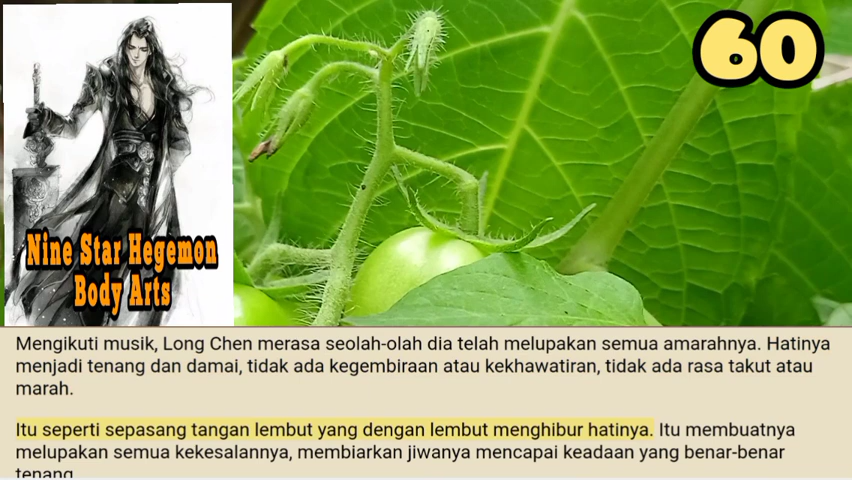 60
Nine Star Hegemon
Body Arts
Mengikuti musik, Long Chen merasa seolah-olah dia telah melupakan semua amarahnya. Hatinya
menjadi tenang dan damai, tidak ada kegembiraan atau kekhawatiran, tidak ada rasa takut atau
marah.
Itu seperti sepasang tangan lembut yang dengan lembut menghibur hatinya. Itu membuatnya
melupakan semua kekesalannya, membiarkan jiwanya mencapai keadaan yang benar-benar
tenang